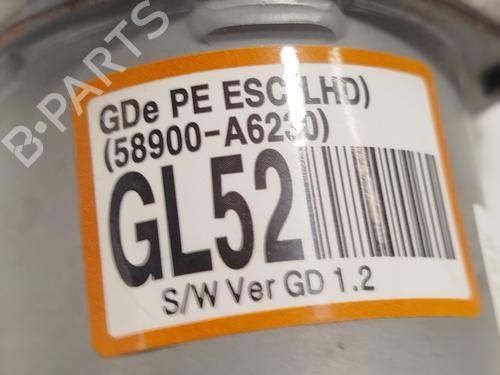 B-PARTS
GDe PE ESC(LHD)
(58900-A6230)
GL52
S/W Ver GD 1.2